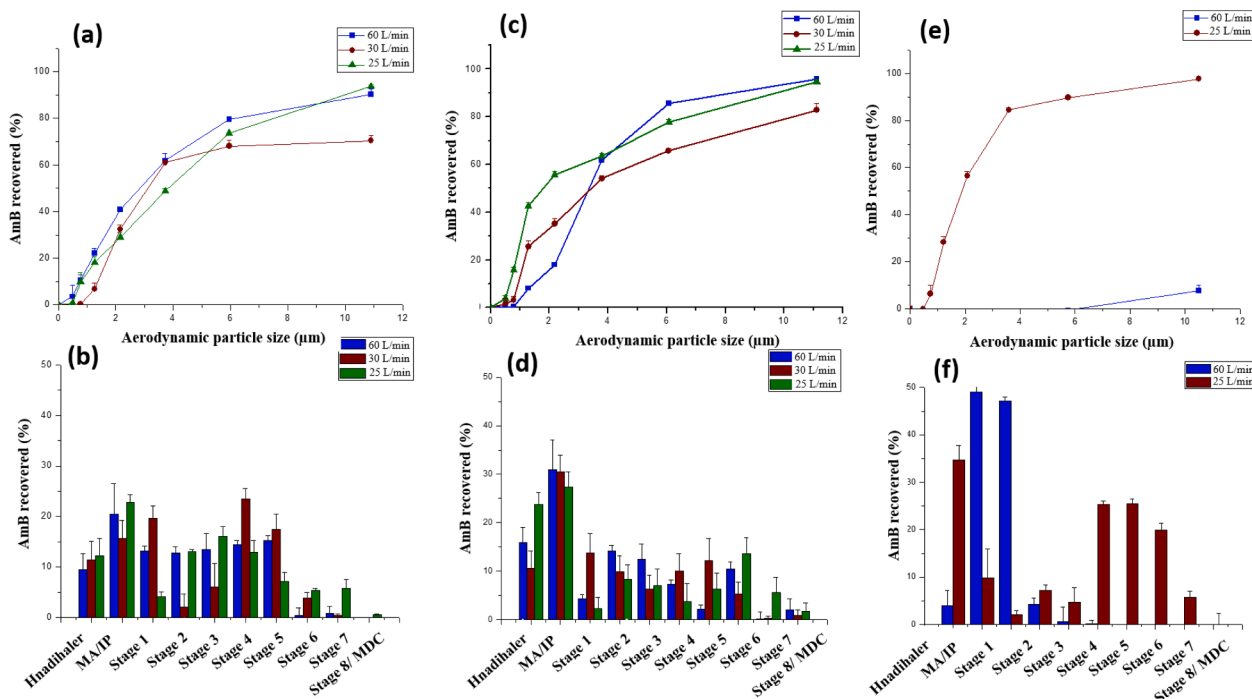 (a)
60 L/min
30 L/min
25 L/min
100
80
60
40
20
0
AmB recovered (%)
0 2 4 6 8 10 12
Aerodynamic particle size (µm)
(c)
60 L/min
30 L/min
25 L/min
100
80
60
40
20
AmB recovered (%)
0 2 4 6 8 10 12
Aerodynamic particle size (µm)
(e)
60 L/min
25 L/min
100
80
60
40
20
0
AmB recovered (%)
0 2 4 6 8 10 12
Aerodynamic particle size (µm)
(b)
60 L/min
30 L/min
25 L/min
50
40
30
20
10
0
AmB recovered (%)
Hnadihaler
MA/IP
Stage 1
Stage 2
Stage 3
Stage 4
Stage 5
Stage 6
Stage 7
Stage 8/ MDC
(d)
60 L/min
30 L/min
25 L/min
50
40
30
20
10
0
AmB recovered (%)
Hnadihaler
MA/IP
Stage 1
Stage 2
Stage 3
Stage 4
Stage 5
Stage 6
Stage 7
Stage 8/ MDC
(f)
60 L/min
25 L/min
50
40
30
20
10
0
AmB recovered (%)
Hnadihaler
MA/IP
Stage 1
Stage 2
Stage 3
Stage 4
Stage 5
Stage 6
Stage 7
Stage 8/ MDC